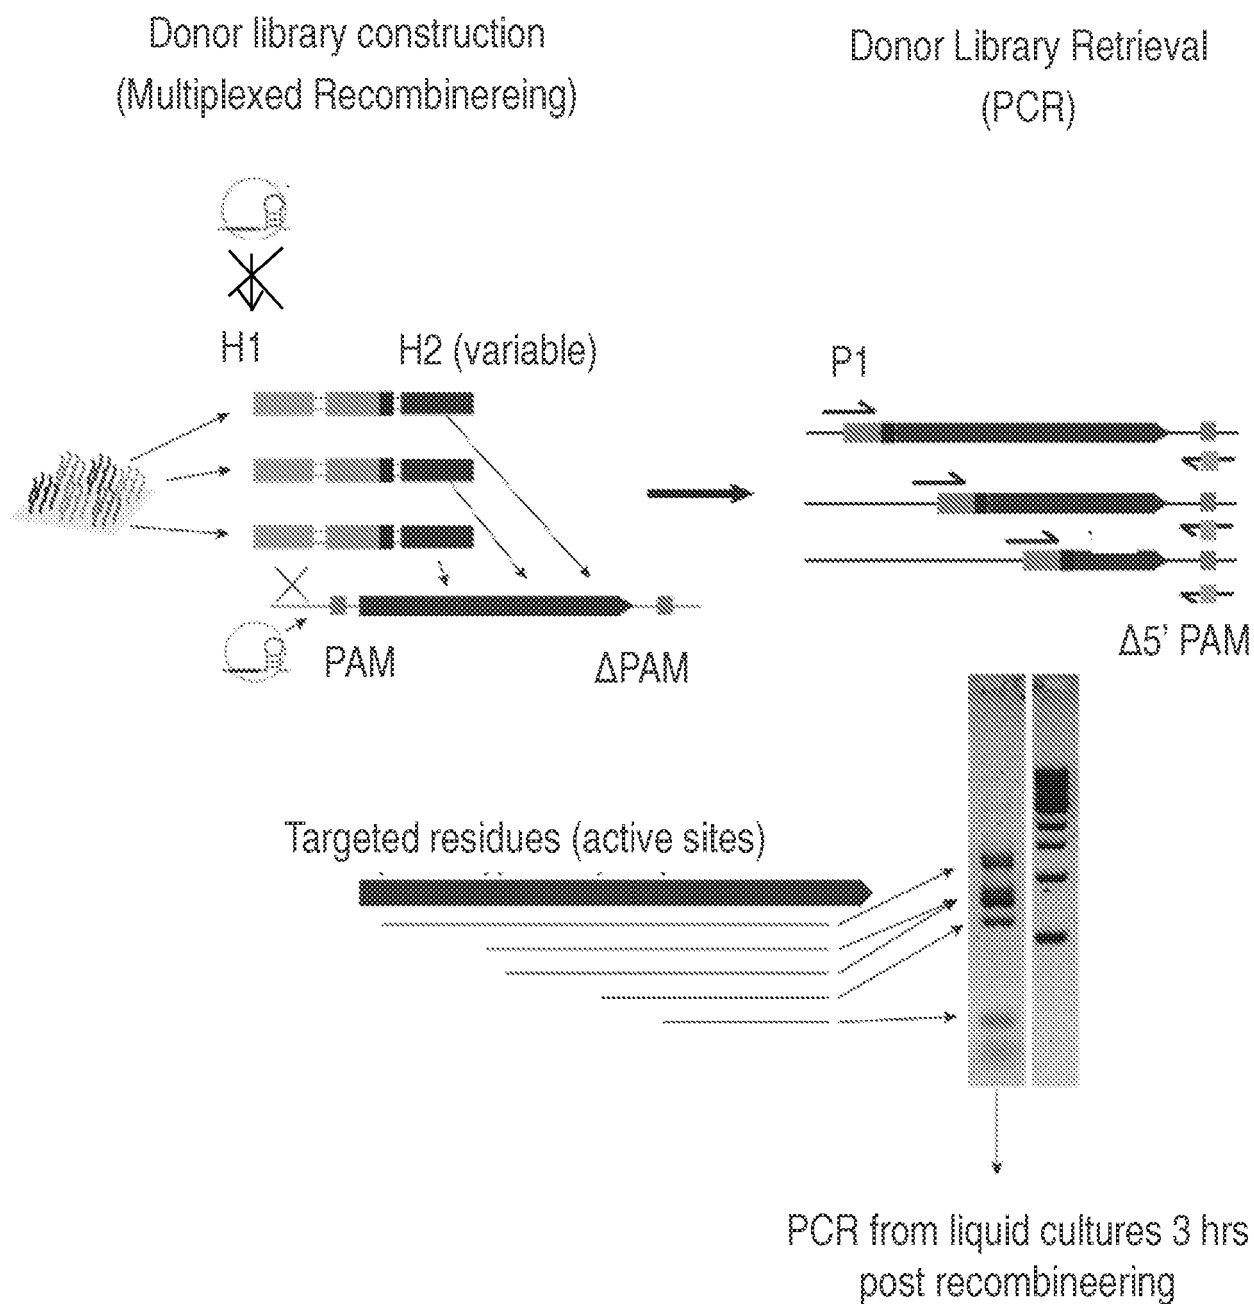 Donor library construction
(Multiplexed Recombinereing)
Donor Library Retrieval
(PCR)
H1
H2 (variable)
P1
PAM
ΔPAM
Δ5' PAM
Targeted residues (active sites)
PCR from liquid cultures 3 hrs
post recombineering